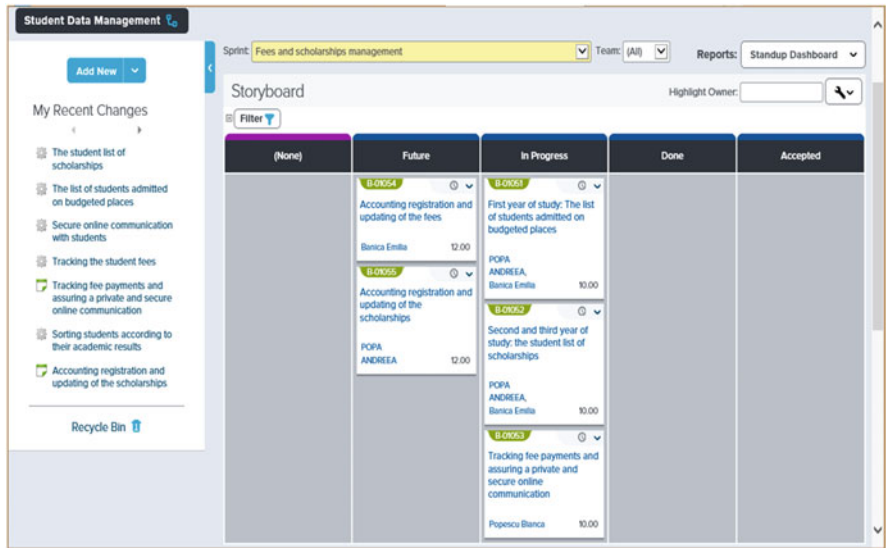 Student Data Management
Sprint: Fees and scholarships management Team: (All) Reports: Standup Dashboard
Add New
My Recent Changes
The student list of
scholarships
The list of students admitted
on budgeted places
Secure online communication
with students
Tracking the student fees
Tracking fee payments and
assuring a private and secure
online communication
Sorting students according to
their academic results
Accounting registration and
updating of the scholarships
Recycle Bin
Storyboard Highlight Owner:
Filter
(None) Future In Progress Done Accepted
B-01054
Accounting registration and
updating of the fees
Banica Emilia 12.00
B-01055
Accounting registration and
updating of the
scholarships
POPA
ANDREEA 12.00
B-01051
First year of study: The list
of students admitted on
budgeted places
POPA
ANDREEA,
Banica Emilia 10.00
B-01052
Second and third year of
study: the student list of
scholarships
POPA
ANDREEA,
Banica Emilia 10.00
B-01053
Tracking fee payments and
assuring a private and
secure online
communication
Popescu Bianca 10.00